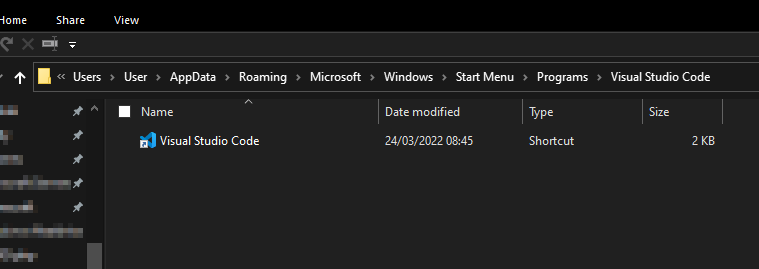 Home Share View
« Users > User > AppData > Roaming > Microsoft > Windows > Start Menu > Programs > Visual Studio Code
Name Date modified Type Size
Visual Studio Code 24/03/2022 08:45 Shortcut 2 KB